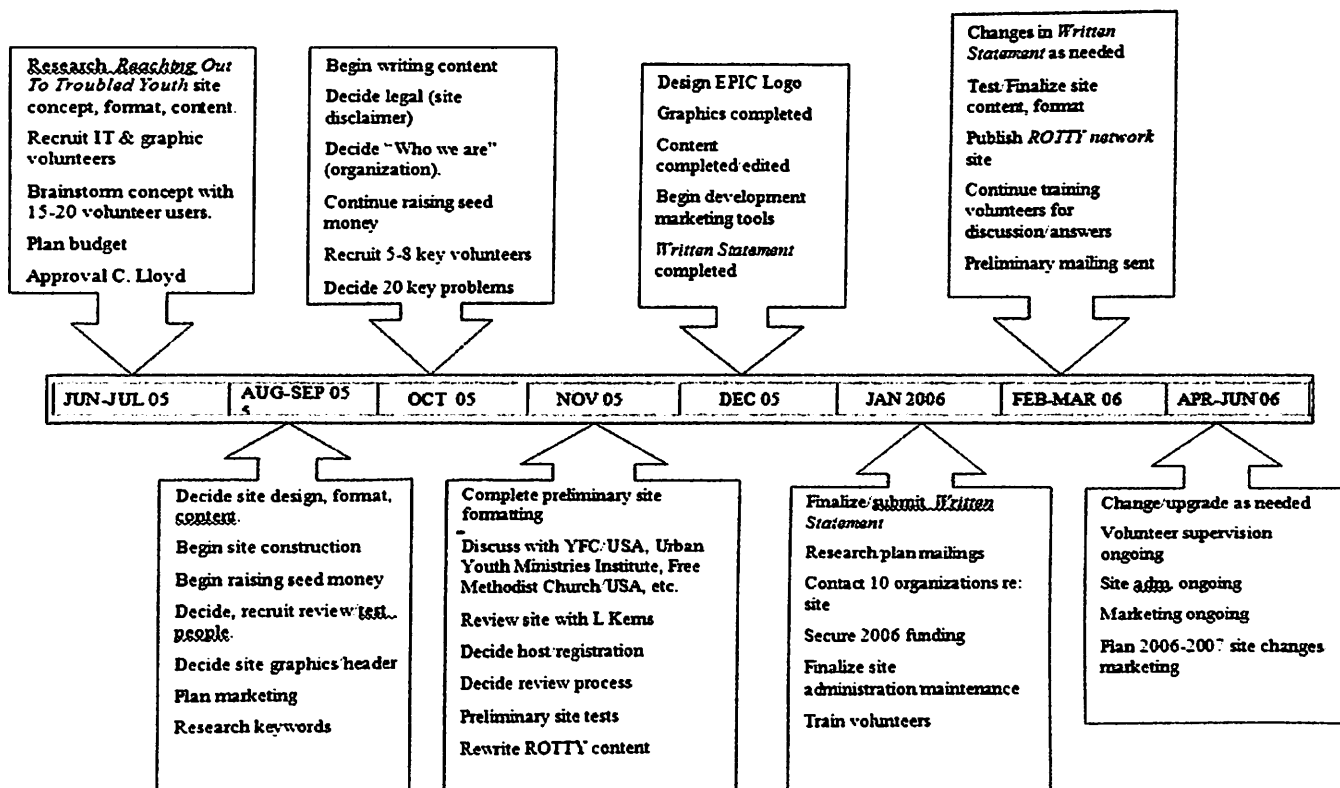 Research Reaching Out
To Troubled Youth site
concept, format, content.
Recruit IT & graphic
volunteers
Brainstorm concept with
15-20 volunteer users.
Plan budget
Approval C. Lloyd
Begin writing content
Decide legal (site
disclaimer)
Decide "Who we are"
(organization).
Continue raising seed
money
Recruit 5-8 key volunteers
Decide 20 key problems
Design EPIC Logo
Graphics completed
Content
completed/edited
Begin development
marketing tools
Written Statement
completed
Changes in Written
Statement as needed
Test/Finalize site
content, format
Publish ROTTY network
site
Continue training
volunteers for
discussion/answers
Preliminary mailing sent
JUN-JUL 05
AUG-SEP 05
5
OCT 05
NOV 05
DEC 05
JAN 2006
FEB-MAR 06
APR-JUN 06
Decide site design, format,
content.
Begin site construction
Begin raising seed money
Decide, recruit review/test
people.
Decide site graphics/header
Plan marketing
Research keywords
Complete preliminary site
formatting
Discuss with YFC/USA, Urban
Youth Ministries Institute, Free
Methodist Church/USA, etc.
Review site with L
Decide host/registration
Decide review process
Preliminary site tests
Rewrite ROTTY content
Finalize/submit Written
Statement
Research/plan mailings
Contact 10 organizations re:
site
Secure 2006 funding
Finalize site
administration/maintenance
Train volunteers
Change/upgrade as needed
Volunteer supervision
ongoing
Site adm. ongoing
Marketing ongoing
Plan 2006-2007 site changes
marketing